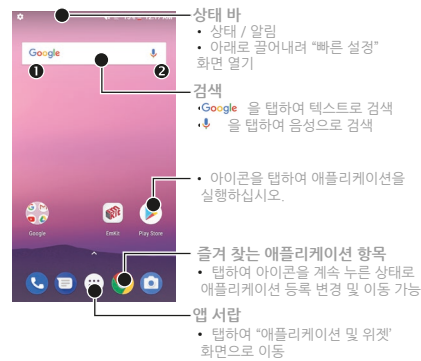 상태 바
• 상태 / 알림
• 아래로 끌어내려 “빠른 설정”
화면 열기
Google
❶
❷
검색
•Google 을 탭하여 텍스트로 검색
• 을 탭하여 음성으로 검색
• 아이콘을 탭하여 애플리케이션을
실행하십시오.
Google
EmKit
Play Store
즐겨 찾는 애플리케이션 항목
• 탭하여 아이콘을 계속 누른 상태로
애플리케이션 등록 변경 및 이동 가능
앱 서랍
• 탭하여 “애플리케이션 및 위젯’
화면으로 이동